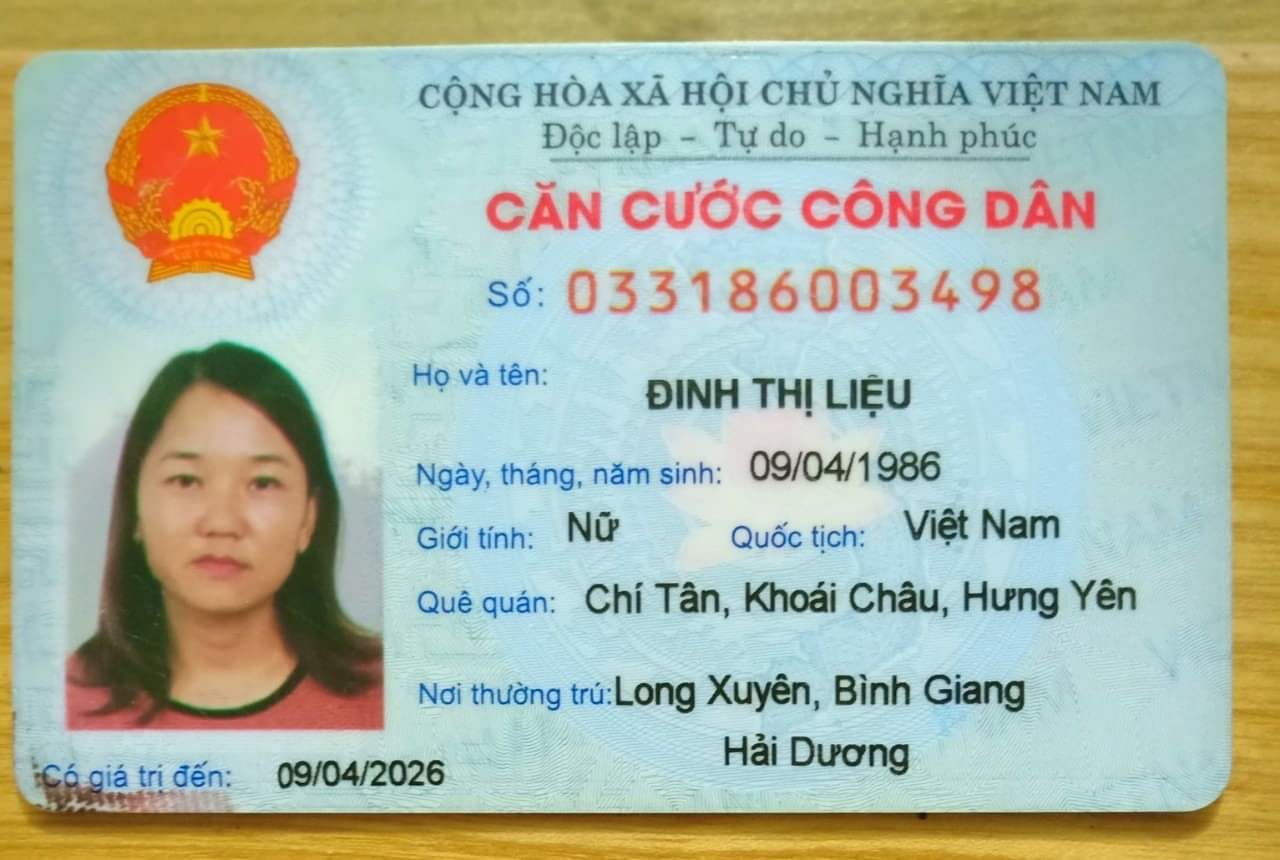 CỘNG HÒA XÃ HỘI CHỦ NGHĨA VIỆT NAM
Độc lập - Tự do - Hạnh phúc
CĂN CƯỚC CÔNG DÂN
Số: 033186003498
Họ và tên: ĐINH THỊ LIỆU
Ngày, tháng, năm sinh: 09/04/1986
Giới tính: Nữ Quốc tịch: Việt Nam
Quê quán: Chí Tân, Khoái Châu, Hưng Yên
Nơi thường trú: Long Xuyên, Bình Giang
Hải Dương
Có giá trị đến: 09/04/2026